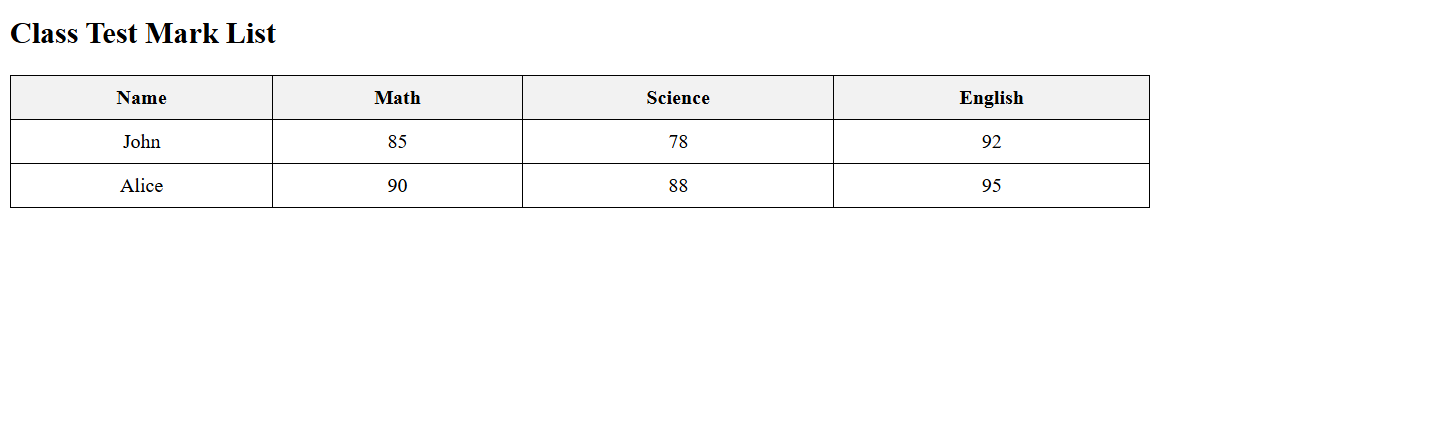 Class Test Mark List
Name Math Science English
John 85 78 92
Alice 90 88 95